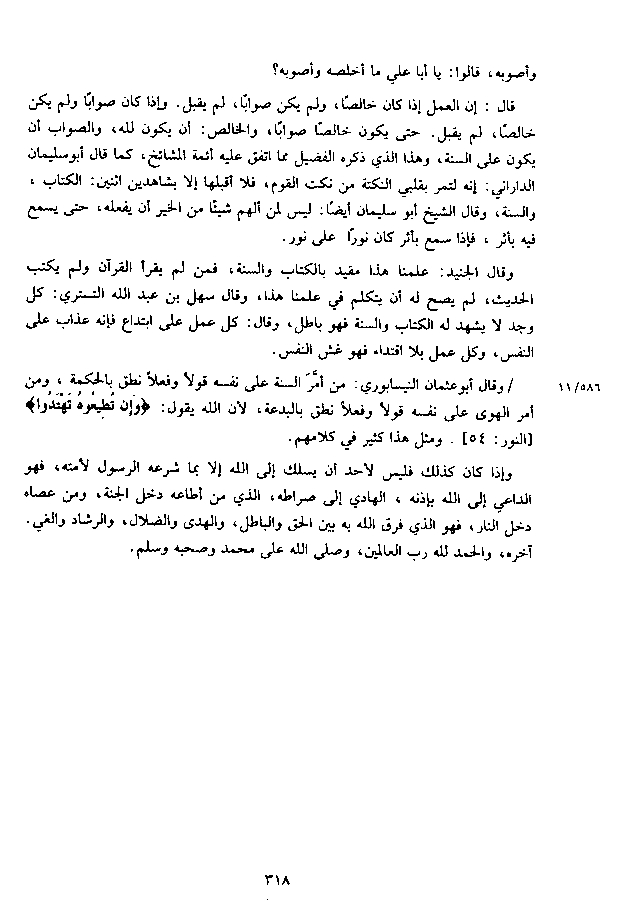 وأصوبه، قالوا: يا أبا علي ما أخلصه وأصوبه؟
قال : إن العمل إذا كان خالصًا، ولم يكن صوابًا، لم يقبل. وإذا كان صوابًا ولم يكن
خالصًا، لم يقبل. حتى يكون خالصًا صوابًا، والخالص: أن يكون لله، والصواب أن
يكون على السنة، وهذا الذي ذكره الفضيل مما اتفق عليه أئمة المشائخ، كما قال أبوسليمان
الداراني: إنه لتمر بقلبي النكتة من نكت القوم، فلا أقبلها إلا بشاهدين اثنين: الكتاب ،
والسنة، وقال الشيخ أبو سليمان أيضًا: ليس لمن ألهم شيئًا من الخير أن يفعله، حتى يسمع
فيه بأثر ، فإذا سمع بأثر كان نورًا على نور.
وقال الجنيد: علمنا هذا مقيد بالكتاب والسنة، فمن لم يقرأ القرآن ولم يكتب
الحديث، لم يصح له أن يتكلم في علمنا هذا، وقال سهل بن عبد الله التستري: كل
وجد لا يشهد له الكتاب والسنة فهو باطل، وقال: كل عمل على ابتداع فإنه عذاب على
النفس، وكل عمل بلا اقتداء فهو غش النفس.
١١/٥٨٦ / وقال أبوعثمان النيسابوري: من أمَّرَ السنة على نفسه قولاً وفعلاً نطق بالحكمة ، ومن
أمر الهوى على نفسه قولاً وفعلاً نطق بالبدعة، لأن الله يقول: ﴿وَإِن تُطِيعُوهُ تَهْتَدُوا﴾
[النور: ٥٤] . ومثل هذا كثير في كلامهم.
وإذا كان كذلك فليس لأحد أن يسلك إلى الله إلا بما شرعه الرسول لأمته، فهو
الداعي إلى الله بإذنه ، الهادي إلى صراطه، الذي من أطاعه دخل الجنة، ومن عصاه
دخل النار، فهو الذي فرق الله به بين الحق والباطل، والهدى والضلال، والرشاد والغي.
آخره، والحمد لله رب العالمين، وصلى الله على محمد وصحبه وسلم.
٣١٨